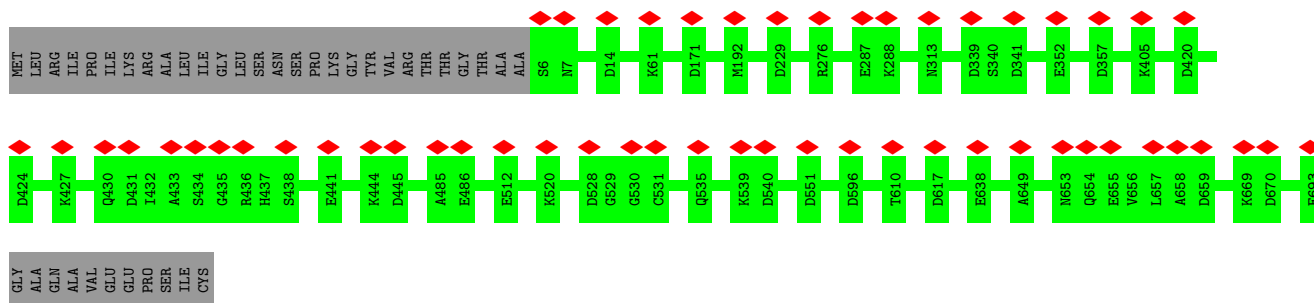 MET LEU ARG ILE PRO ILE LYS ARG ALA LEU ILE GLY LEU SER ASN SER PRO LYS GLY TYR VAL ARG THR THR GLY THR ALA ALA S6 N7 D14 K61 D171 M192 D229 R276 E287 K288 N313 D339 S340 D341 E352 D357 K405 D420
D424 K427 Q430 D431 I432 A433 S434 G435 R436 H437 S438 E441 K444 D445 A485 E486 E512 K520 D528 G529 G530 C531 Q535 K539 D540 D551 D596 T610 D617 E638 A649 N653 Q654 E655 V656 L657 A658 D659 K669 D670 E693
GLY ALA GLN ALA VAL GLU GLU PRO SER ILE CYS